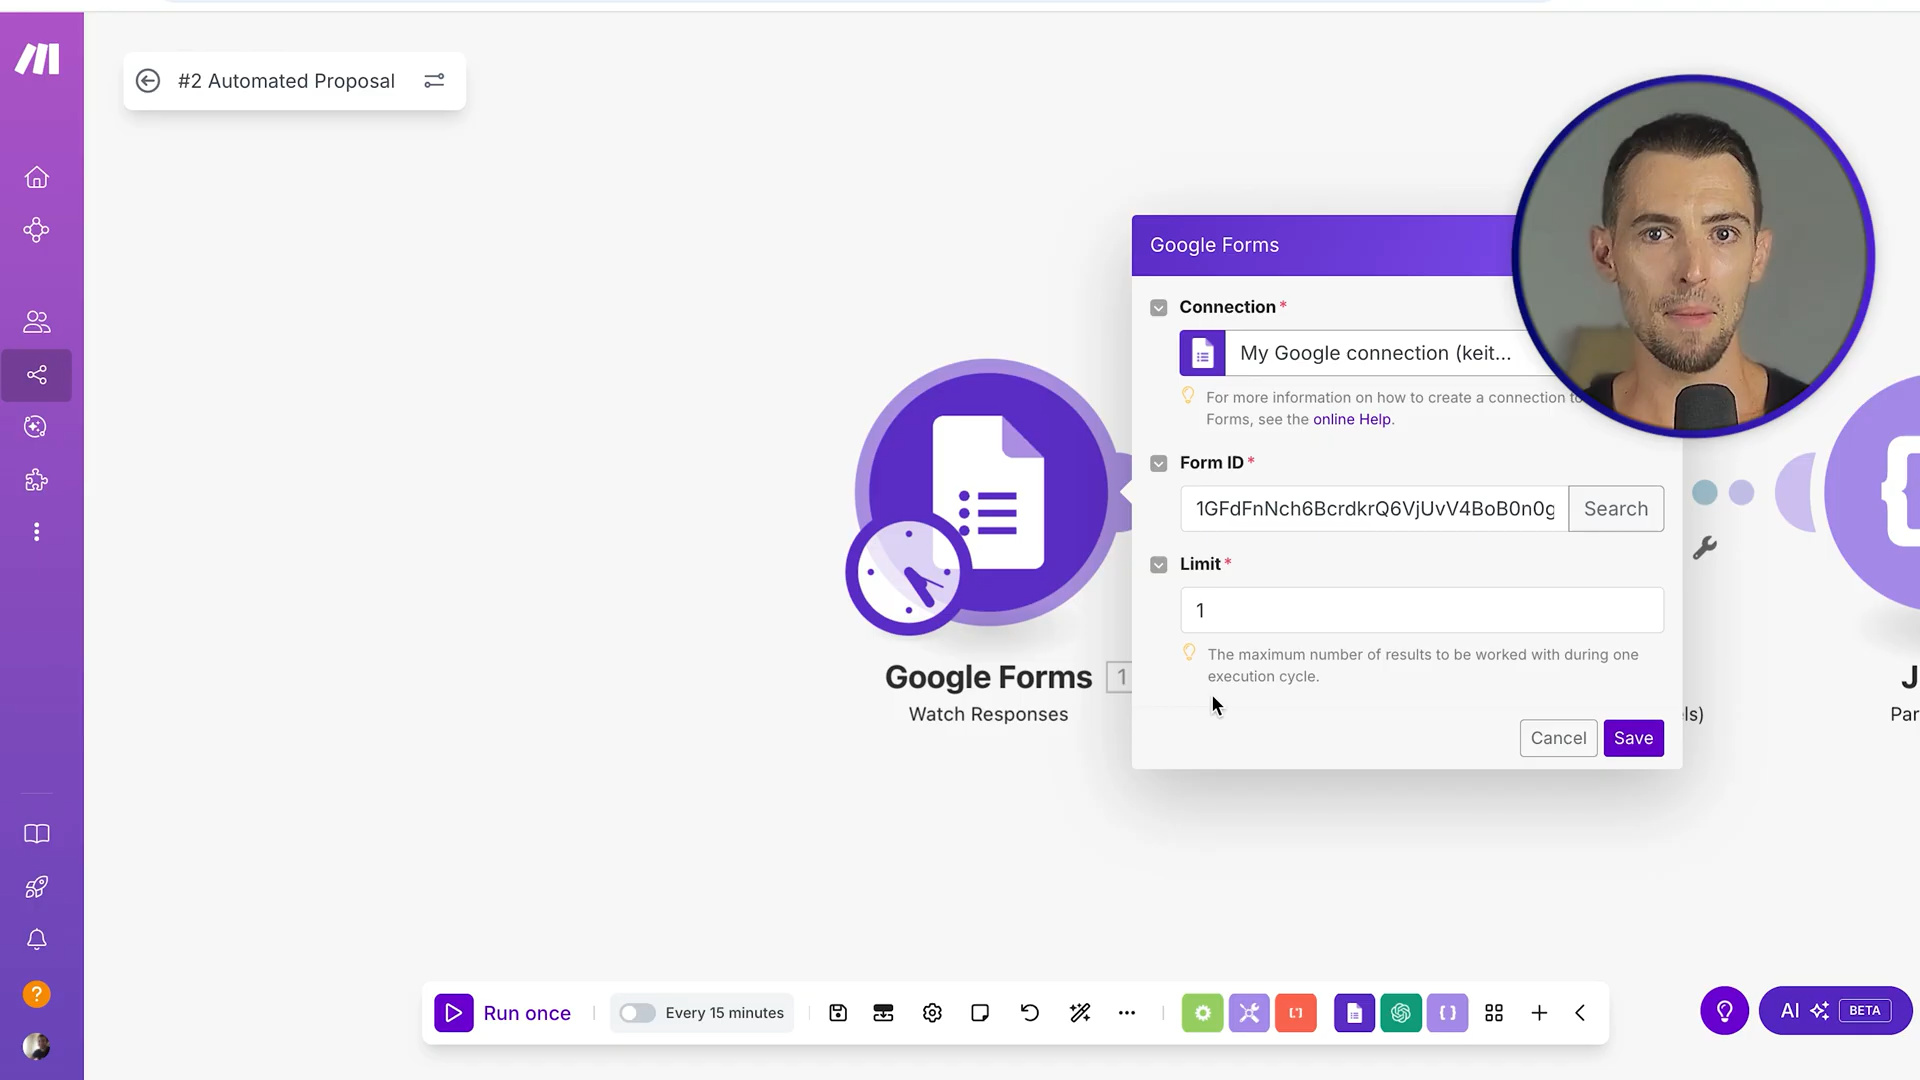 #2 Automated Proposal
Google Forms
Connection *
My Google connection (keit...
For more information on how to create a connection to
Forms, see the online Help.
Form ID *
1GFdFnNch6BcrdkrQ6VjUvV4BoB0n0g
Search
Limit *
1
The maximum number of results to be worked with during one
execution cycle.
Cancel
Save
Google Forms
1
Watch Responses
ls)
J
Par
Run once
Every 15 minutes
AI
BETA
?